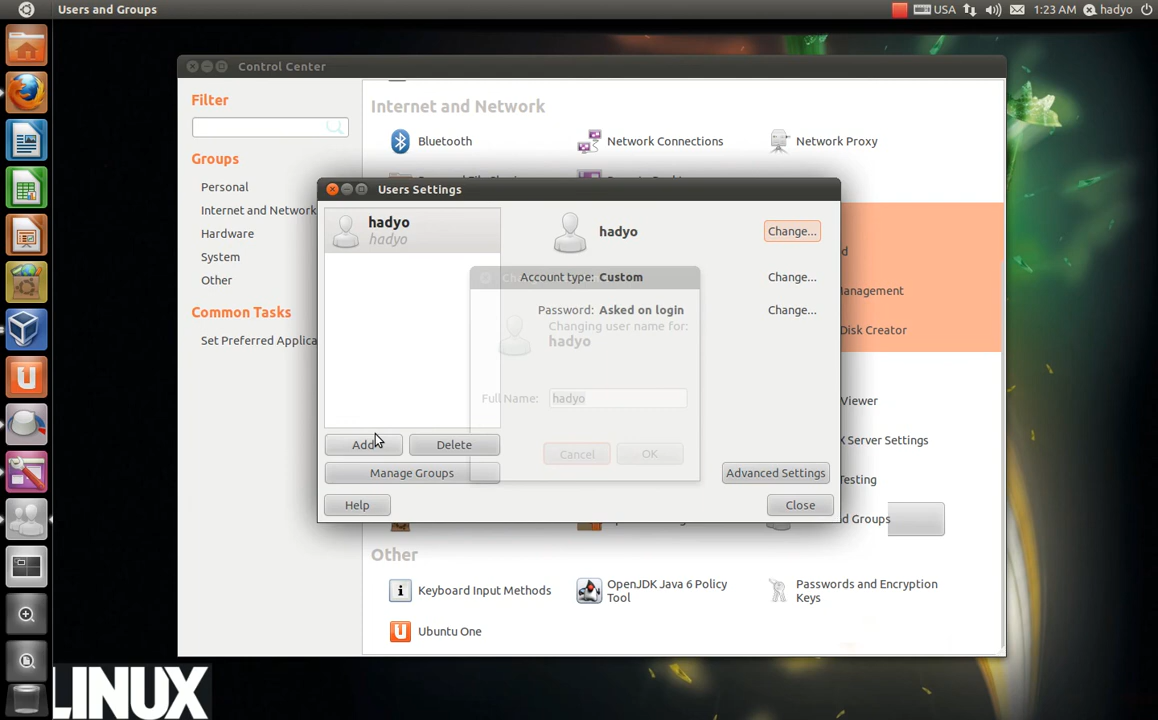 Users and Groups
USA
1:23 AM
hadyo
Control Center
Filter
Groups
Personal
Internet and Network
Hardware
System
Other
Common Tasks
Set Preferred Applica
Internet and Network
Bluetooth
Network Connections
Network Proxy
Users Settings
hadyo
hadyo
hadyo
Change...
Account type: Custom
Change...
Password: Asked on login
Change...
Changing user name for:
hadyo
Full Name:
hadyo
Cancel
OK
Add
Delete
Manage Groups
Advanced Settings
Help
Close
anagement
Disk Creator
Viewer
X Server Settings
Testing
d Groups
Other
Keyboard Input Methods
OpenJDK Java 6 Policy
Tool
Passwords and Encryption
Keys
Ubuntu One
LINUX